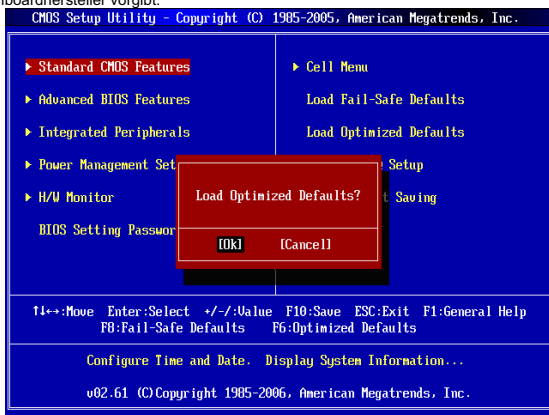 nboardhersteller vorgibt.
CMOS Setup Utility - Copyright (C) 1985-2005, American Megatrends, Inc.
▶ Standard CMOS Features
▶ Cell Menu
▶ Advanced BIOS Features
Load Fail-Safe Defaults
▶ Integrated Peripherals
Load Optimized Defaults
▶ Power Management Set
Setup
▶ H/W Monitor
t Saving
BIOS Setting Passwor
Load Optimized Defaults?
[Ok] [Cancel]
↑↓↔:Move Enter:Select +/-/:Value F10:Save ESC:Exit F1:General Help
F8:Fail-Safe Defaults F6:Optimized Defaults
Configure Time and Date. Display System Information...
v02.61 (C)Copyright 1985-2006, American Megatrends, Inc.